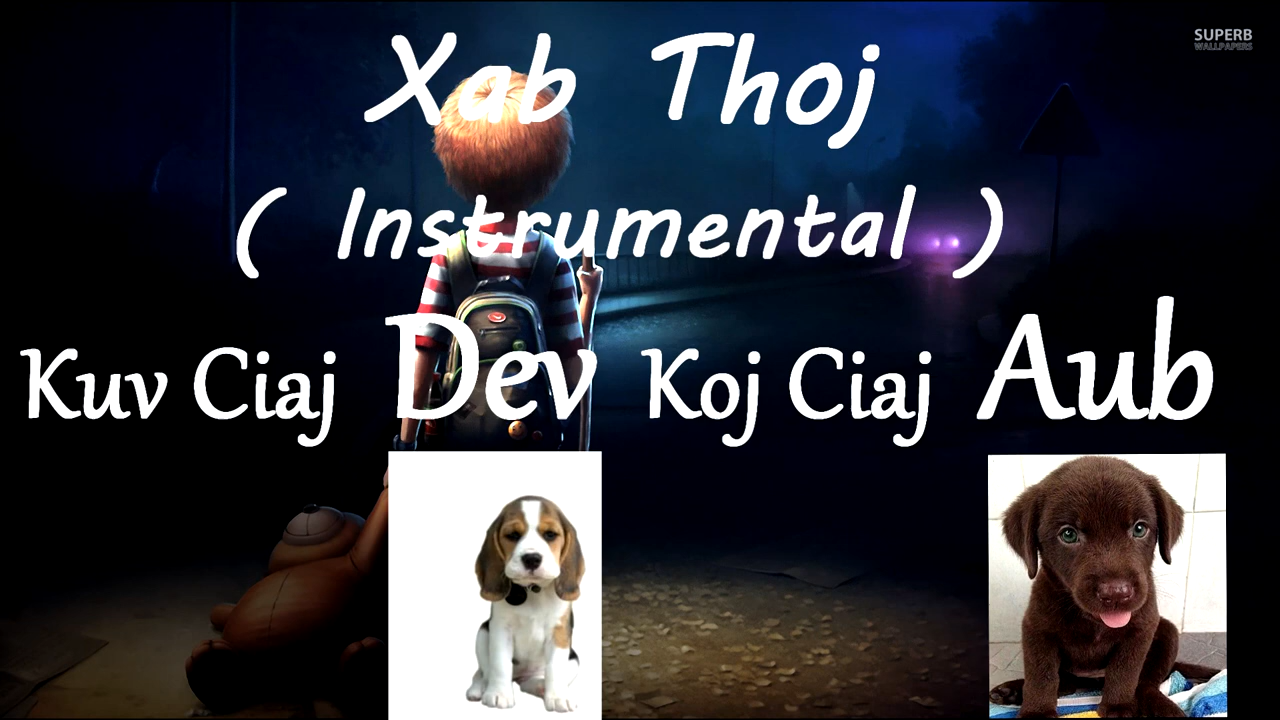 SUPERB
WALLPAPERS
Xab Thoj
( Instrumental )
Kuv Ciaj Dev Koj Ciaj Aub